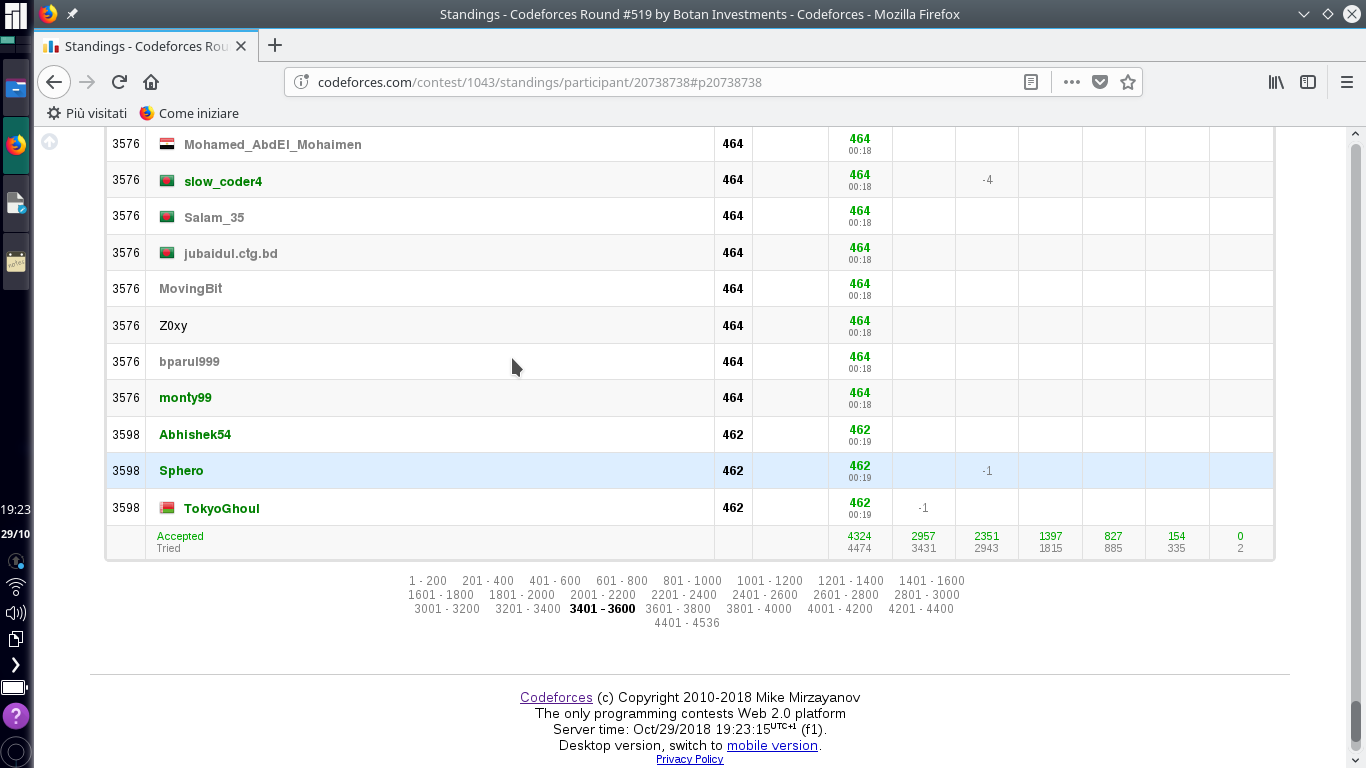 Standings - Codeforces Round #519 by Botan Investments - Codeforces - Mozilla Firefox
Standings - Codeforces Rou
codeforces.com/contest/1043/standings/participant/20738738#p20738738
Più visitati Come iniziare
3576 Mohamed_AbdEl_Mohaimen 464 464
00:18
3576 slow_coder4 464 464 -4
00:18
3576 Salam_35 464 464
00:18
3576 jubaidul.ctg.bd 464 464
00:18
3576 MovingBit 464 464
00:18
3576 Z0xy 464 464
00:18
3576 bparul999 464 464
00:18
3576 monty99 464 464
00:18
3598 Abhishek54 462 462
00:19
3598 Sphero 462 462 -1
00:19
3598 TokyoGhoul 462 462 -1
00:19
Accepted 4324 2957 2351 1397 827 154 0
Tried 4474 3431 2943 1815 885 335 2
1 - 200 201 - 400 401 - 600 601 - 800 801 - 1000 1001 - 1200 1201 - 1400 1401 - 1600
1601 - 1800 1801 - 2000 2001 - 2200 2201 - 2400 2401 - 2600 2601 - 2800 2801 - 3000
3001 - 3200 3201 - 3400 3401 - 3600 3601 - 3800 3801 - 4000 4001 - 4200 4201 - 4400
4401 - 4536
Codeforces (c) Copyright 2010-2018 Mike Mirzayanov
The only programming contests Web 2.0 platform
Server time: Oct/29/2018 19:23:15UTC+1 (f1).
Desktop version, switch to mobile version.
Privacy Policy
notes
19:23
29/10